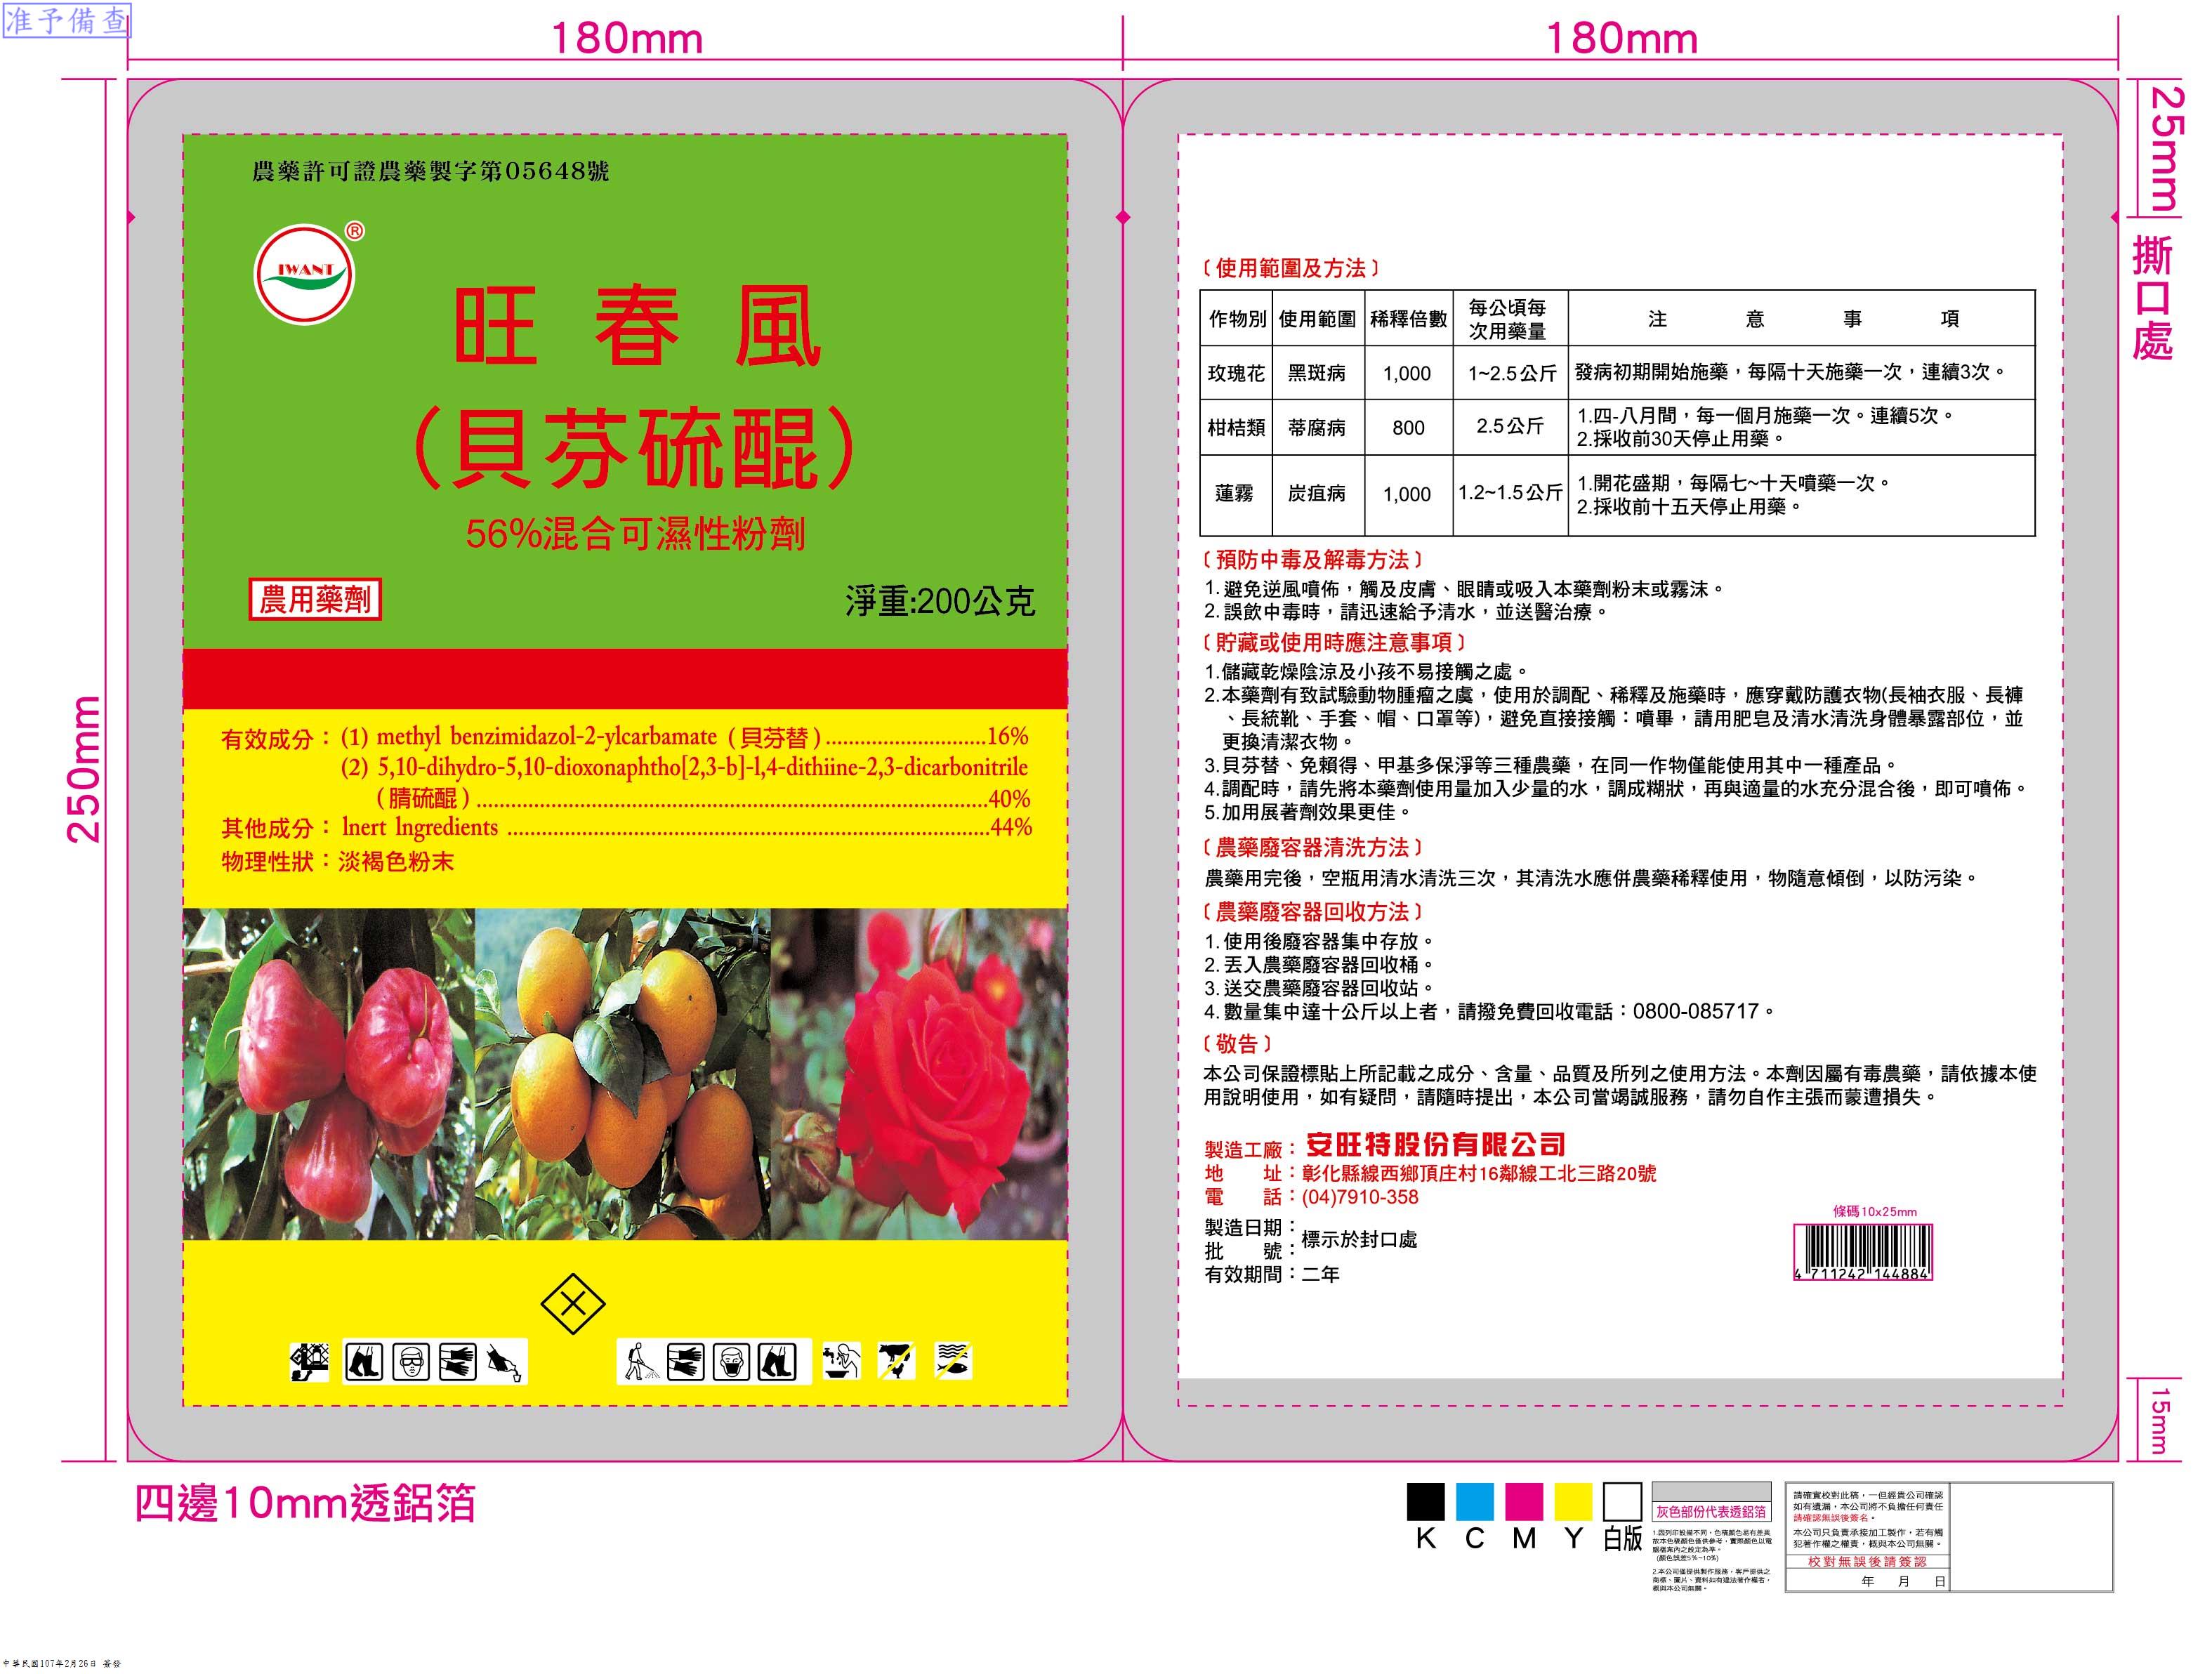 准予備查
180mm
180mm
25mm
撕口處
250mm
15mm
農藥許可證農藥製字第05648號
IWANT
®
旺春風
(貝芬硫醌)
56%混合可濕性粉劑
農用藥劑
淨重:200公克
有效成分：(1) methyl benzimidazol-2-ylcarbamate (貝芬替)...........................16%
(2) 5,10-dihydro-5,10-dioxonaphtho[2,3-b]-l,4-dithiine-2,3-dicarbonitrile
(腈硫醌)......................................................................................40%
其他成分：lnert lngredients .................................................................................44%
物理性狀：淡褐色粉末
〔使用範圍及方法〕
作物別 使用範圍 稀釋倍數 每公頃每次用藥量 注意事項
玫瑰花 黑斑病 1,000 1~2.5公斤 發病初期開始施藥，每隔十天施藥一次，連續3次。
柑桔類 蒂腐病 800 2.5公斤 1.四-八月間，每一個月施藥一次。連續5次。
2.採收前30天停止用藥。
蓮霧 炭疽病 1,000 1.2~1.5公斤 1.開花盛期，每隔七~十天噴藥一次。
2.採收前十五天停止用藥。
〔預防中毒及解毒方法〕
1.避免逆風噴佈，觸及皮膚、眼睛或吸入本藥劑粉末或霧沫。
2.誤飲中毒時，請迅速給予清水，並送醫治療。
〔貯藏或使用時應注意事項〕
1.儲藏乾燥陰涼及小孩不易接觸之處。
2.本藥劑有致試驗動物腫瘤之虞，使用於調配、稀釋及施藥時，應穿戴防護衣物(長袖衣服、長褲
、長統靴、手套、帽、口罩等)，避免直接接觸：噴畢，請用肥皂及清水清洗身體暴露部位，並
更換清潔衣物。
3.貝芬替、免賴得、甲基多保淨等三種農藥，在同一作物僅能使用其中一種產品。
4.調配時，請先將本藥劑使用量加入少量的水，調成糊狀，再與適量的水充分混合後，即可噴佈。
5.加用展著劑效果更佳。
〔農藥廢容器清洗方法〕
農藥用完後，空瓶用清水清洗三次，其清洗水應併農藥稀釋使用，物隨意傾倒，以防污染。
〔農藥廢容器回收方法〕
1.使用後廢容器集中存放。
2.丟入農藥廢容器回收桶。
3.送交農藥廢容器回收站。
4.數量集中達十公斤以上者，請撥免費回收電話：0800-085717。
〔敬告〕
本公司保證標貼上所記載之成分、含量、品質及所列之使用方法。本劑因屬有毒農藥，請依據本使
用說明使用，如有疑問，請隨時提出，本公司當竭誠服務，請勿自作主張而蒙遭損失。
製造工廠：安旺特股份有限公司
地址：彰化縣線西鄉頂庄村16鄰線工北三路20號
電話：(04)7910-358
製造日期：
批號：標示於封口處
有效期間：二年
條碼10x25mm
4 711242 144884
四邊10mm透鋁箔
K C M Y 白版
灰色部份代表透鋁箔
1.因列印設備不同，色稿顏色易有差異
故本色稿顏色僅供參考，實際顏色以電
腦檔案內之設定為準。
(顏色誤差5%~10%)
2.本公司僅提供製作服務，客戶提供之
商標、圖片、資料如有違法著作權者，
概與本公司無關。
請確實校對此稿，一但經貴公司確認
如有遺漏，本公司將不負擔任何責任
請確認無誤後簽名。
本公司只負責承接加工製作，若有觸
犯著作權之權責，概與本公司無關。
校對無誤後請簽認
年 月 日
中華民國107年2月26日 簽發